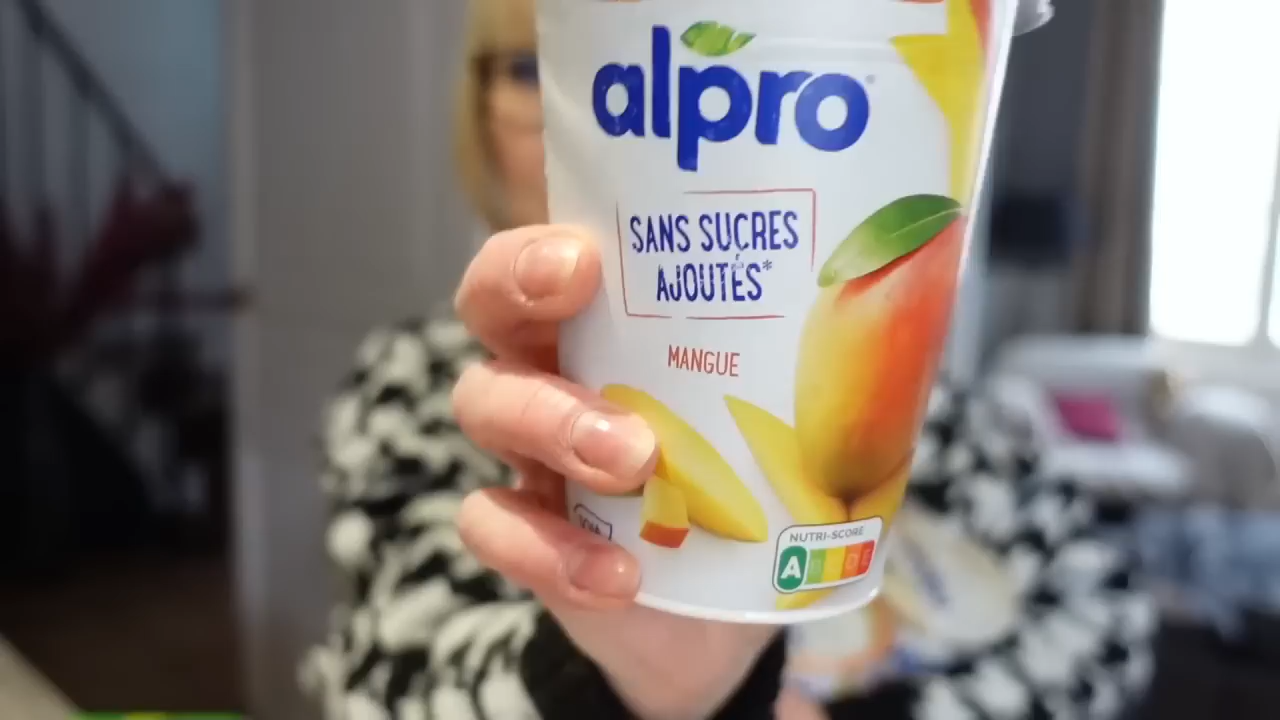 alpro
SANS SUCRES
AJOUTÉS*
MANGUE
NUTRI-SCORE
A